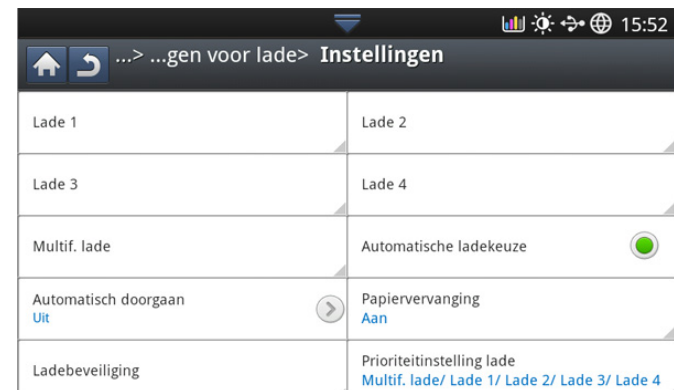 15:52
...> ...gen voor lade> Instellingen
Lade 1
Lade 2
Lade 3
Lade 4
Multif. lade
Automatische ladekeuze
Automatisch doorgaan
Uit
Papiervervanging
Aan
Ladebeveiliging
Prioriteitinstelling lade
Multif. lade/ Lade 1/ Lade 2/ Lade 3/ Lade 4